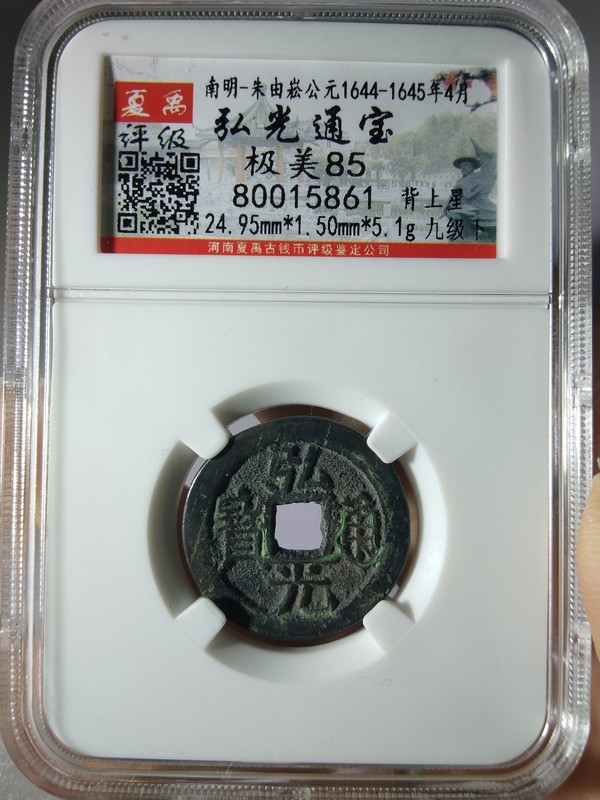 夏禹
评级
南明-朱由崧公元1644-1645年4月
弘光通宝
极美85
80015861 背上星
24.95mm*1.50mm*5.1g 九级下
河南夏禹古钱币评级鉴定公司
弘
寶 通
光